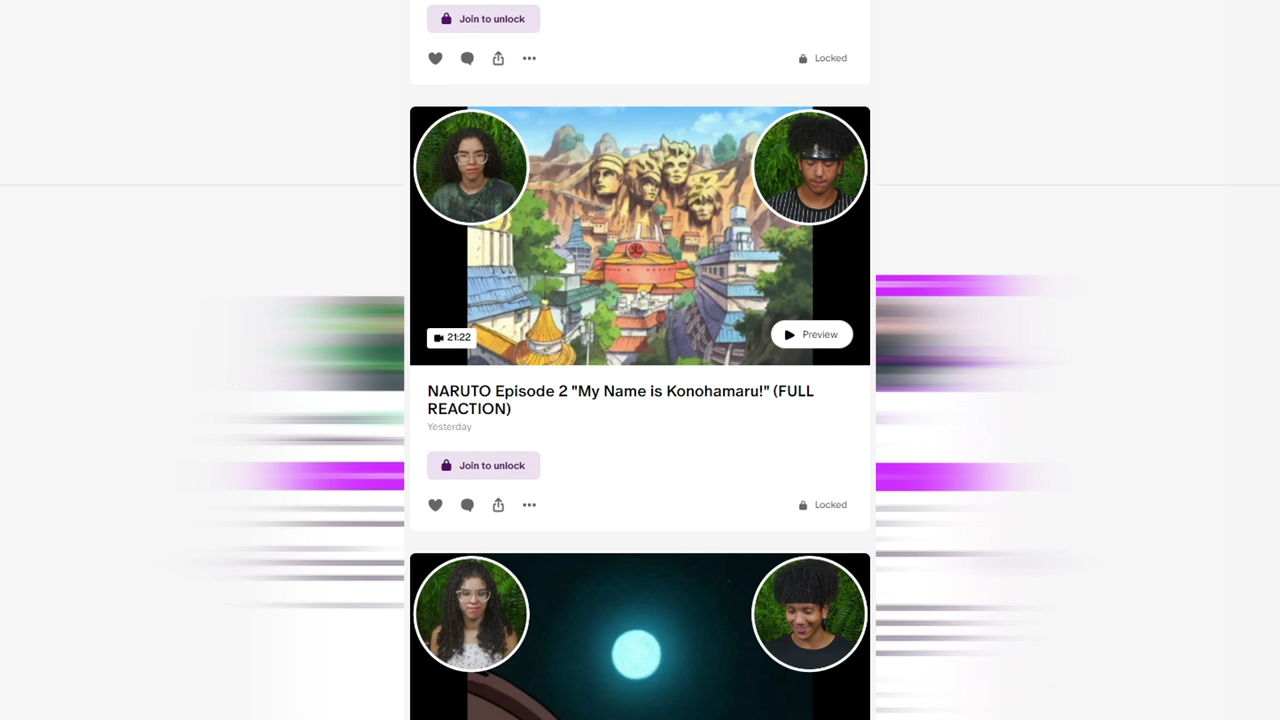 Join to unlock
Locked
21:22
Preview
NARUTO Episode 2 "My Name is Konohamaru!" (FULL
REACTION)
Yesterday
Join to unlock
Locked